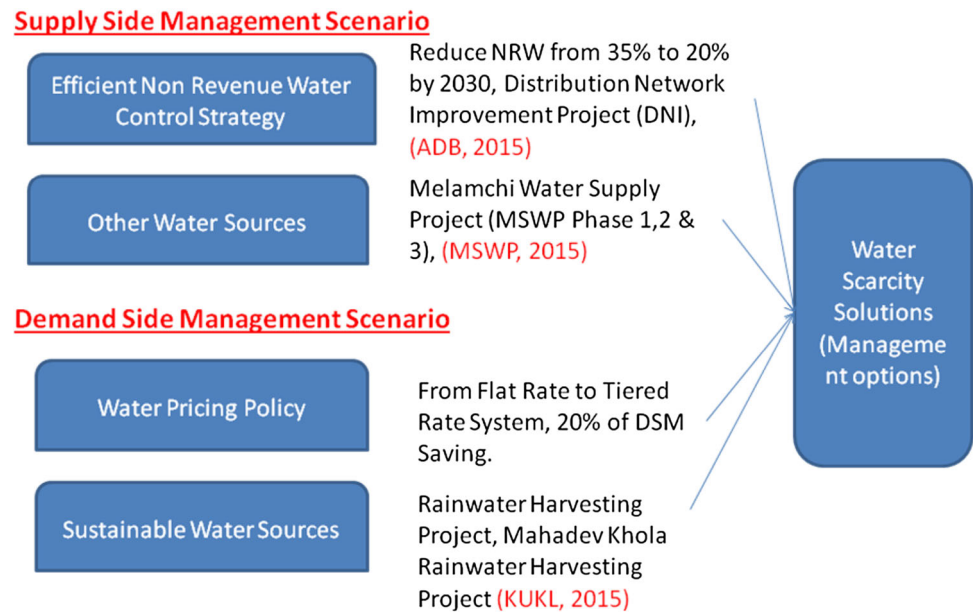 Supply Side Management Scenario
Efficient Non Revenue Water
Control Strategy
Reduce NRW from 35% to 20%
by 2030, Distribution Network
Improvement Project (DNI),
(ADB, 2015)
Other Water Sources
Melamchi Water Supply
Project (MSWP Phase 1,2 &
3), (MSWP, 2015)
Demand Side Management Scenario
Water Pricing Policy
From Flat Rate to Tiered
Rate System, 20% of DSM
Saving.
Sustainable Water Sources
Rainwater Harvesting
Project, Mahadev Khola
Rainwater Harvesting
Project (KUKL, 2015)
Water
Scarcity
Solutions
(Manageme
nt options)